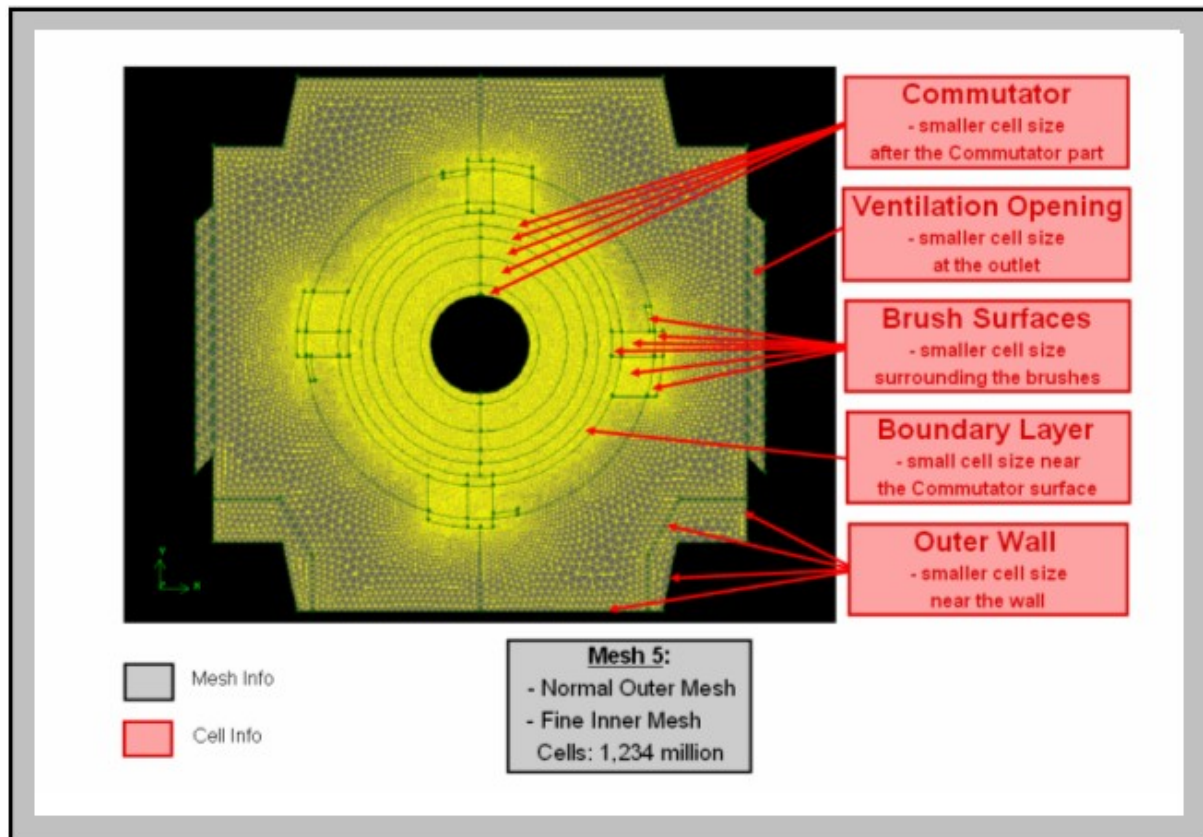 Commutator
- smaller cell size
after the Commutator part
Ventilation Opening
- smaller cell size
at the outlet
Brush Surfaces
- smaller cell size
surrounding the brushes
Boundary Layer
- small cell size near
the Commutator surface
Outer Wall
- smaller cell size
near the wall
Y
X
Mesh Info
Cell Info
Mesh 5:
- Normal Outer Mesh
- Fine Inner Mesh
Cells: 1,234 million